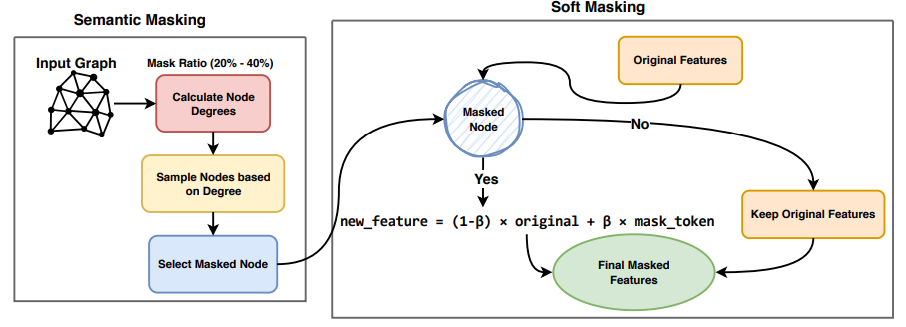 Semantic Masking
Input Graph
Mask Ratio (20% - 40%)
Calculate Node
Degrees
Sample Nodes based
on Degree
Select Masked Node
Soft Masking
Original Features
Masked
Node
No
Yes
new_feature = (1-β) × original + β × mask_token
Keep Original Features
Final Masked
Features